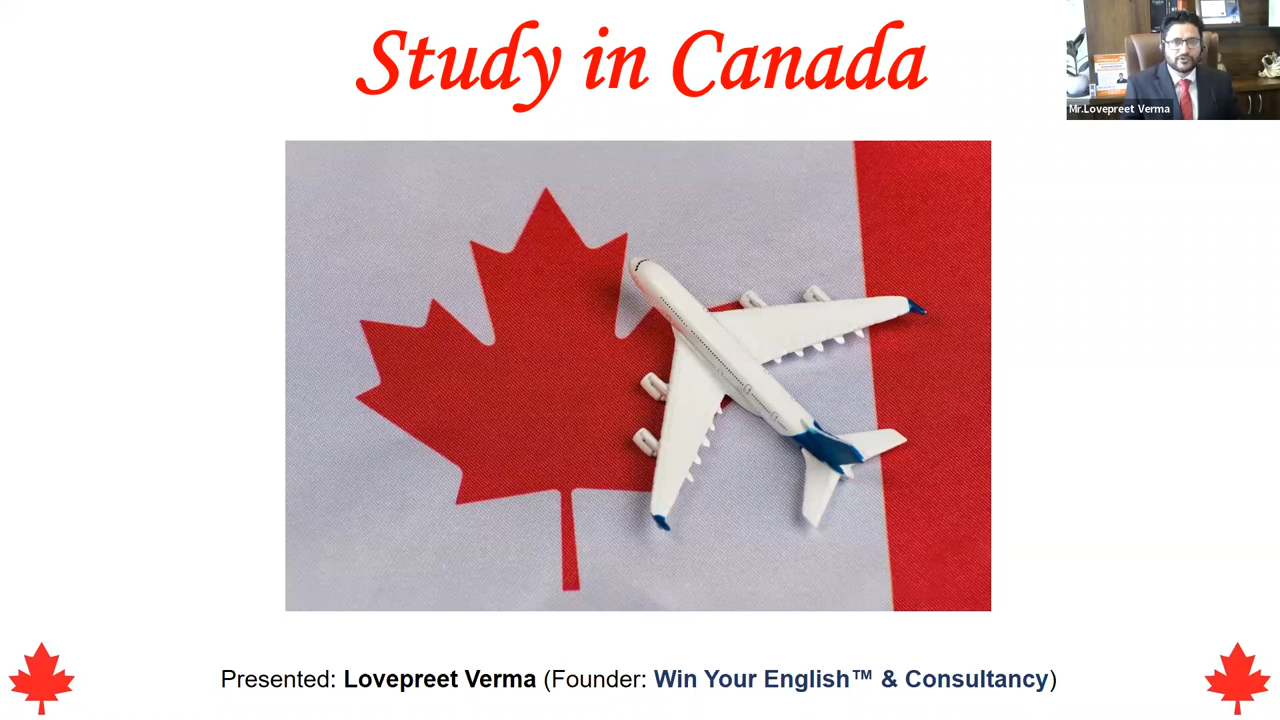 Study in Canada
Mr.Lovepreet Verma
Presented: Lovepreet Verma (Founder: Win Your English™ & Consultancy)